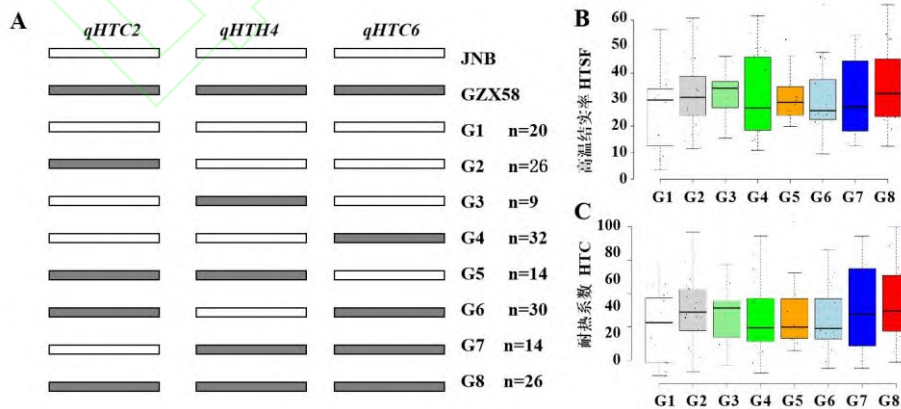 A
qHTC2 qHTH4 qHTC6
JNB
GZX58
G1 n=20
G2 n=26
G3 n=9
G4 n=32
G5 n=14
G6 n=30
G7 n=14
G8 n=26
B
高温结实率 HTSF
60
50
40
30
20
10
0
G1 G2 G3 G4 G5 G6 G7 G8
C
耐热系数 HTC
100
80
60
40
20
0
G1 G2 G3 G4 G5 G6 G7 G8